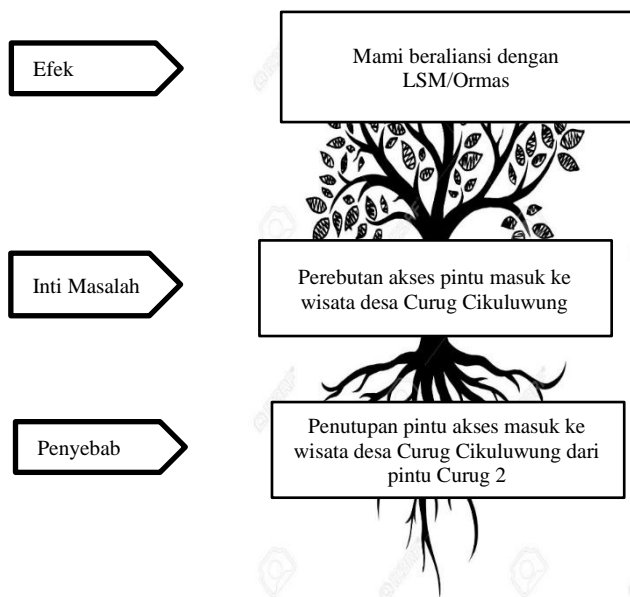 Efek
Mami beraliansi dengan
LSM/Ormas
Inti Masalah
Perebutan akses pintu masuk ke
wisata desa Curug Cikuluwung
Penyebab
Penutupan pintu akses masuk ke
wisata desa Curug Cikuluwung dari
pintu Curug 2